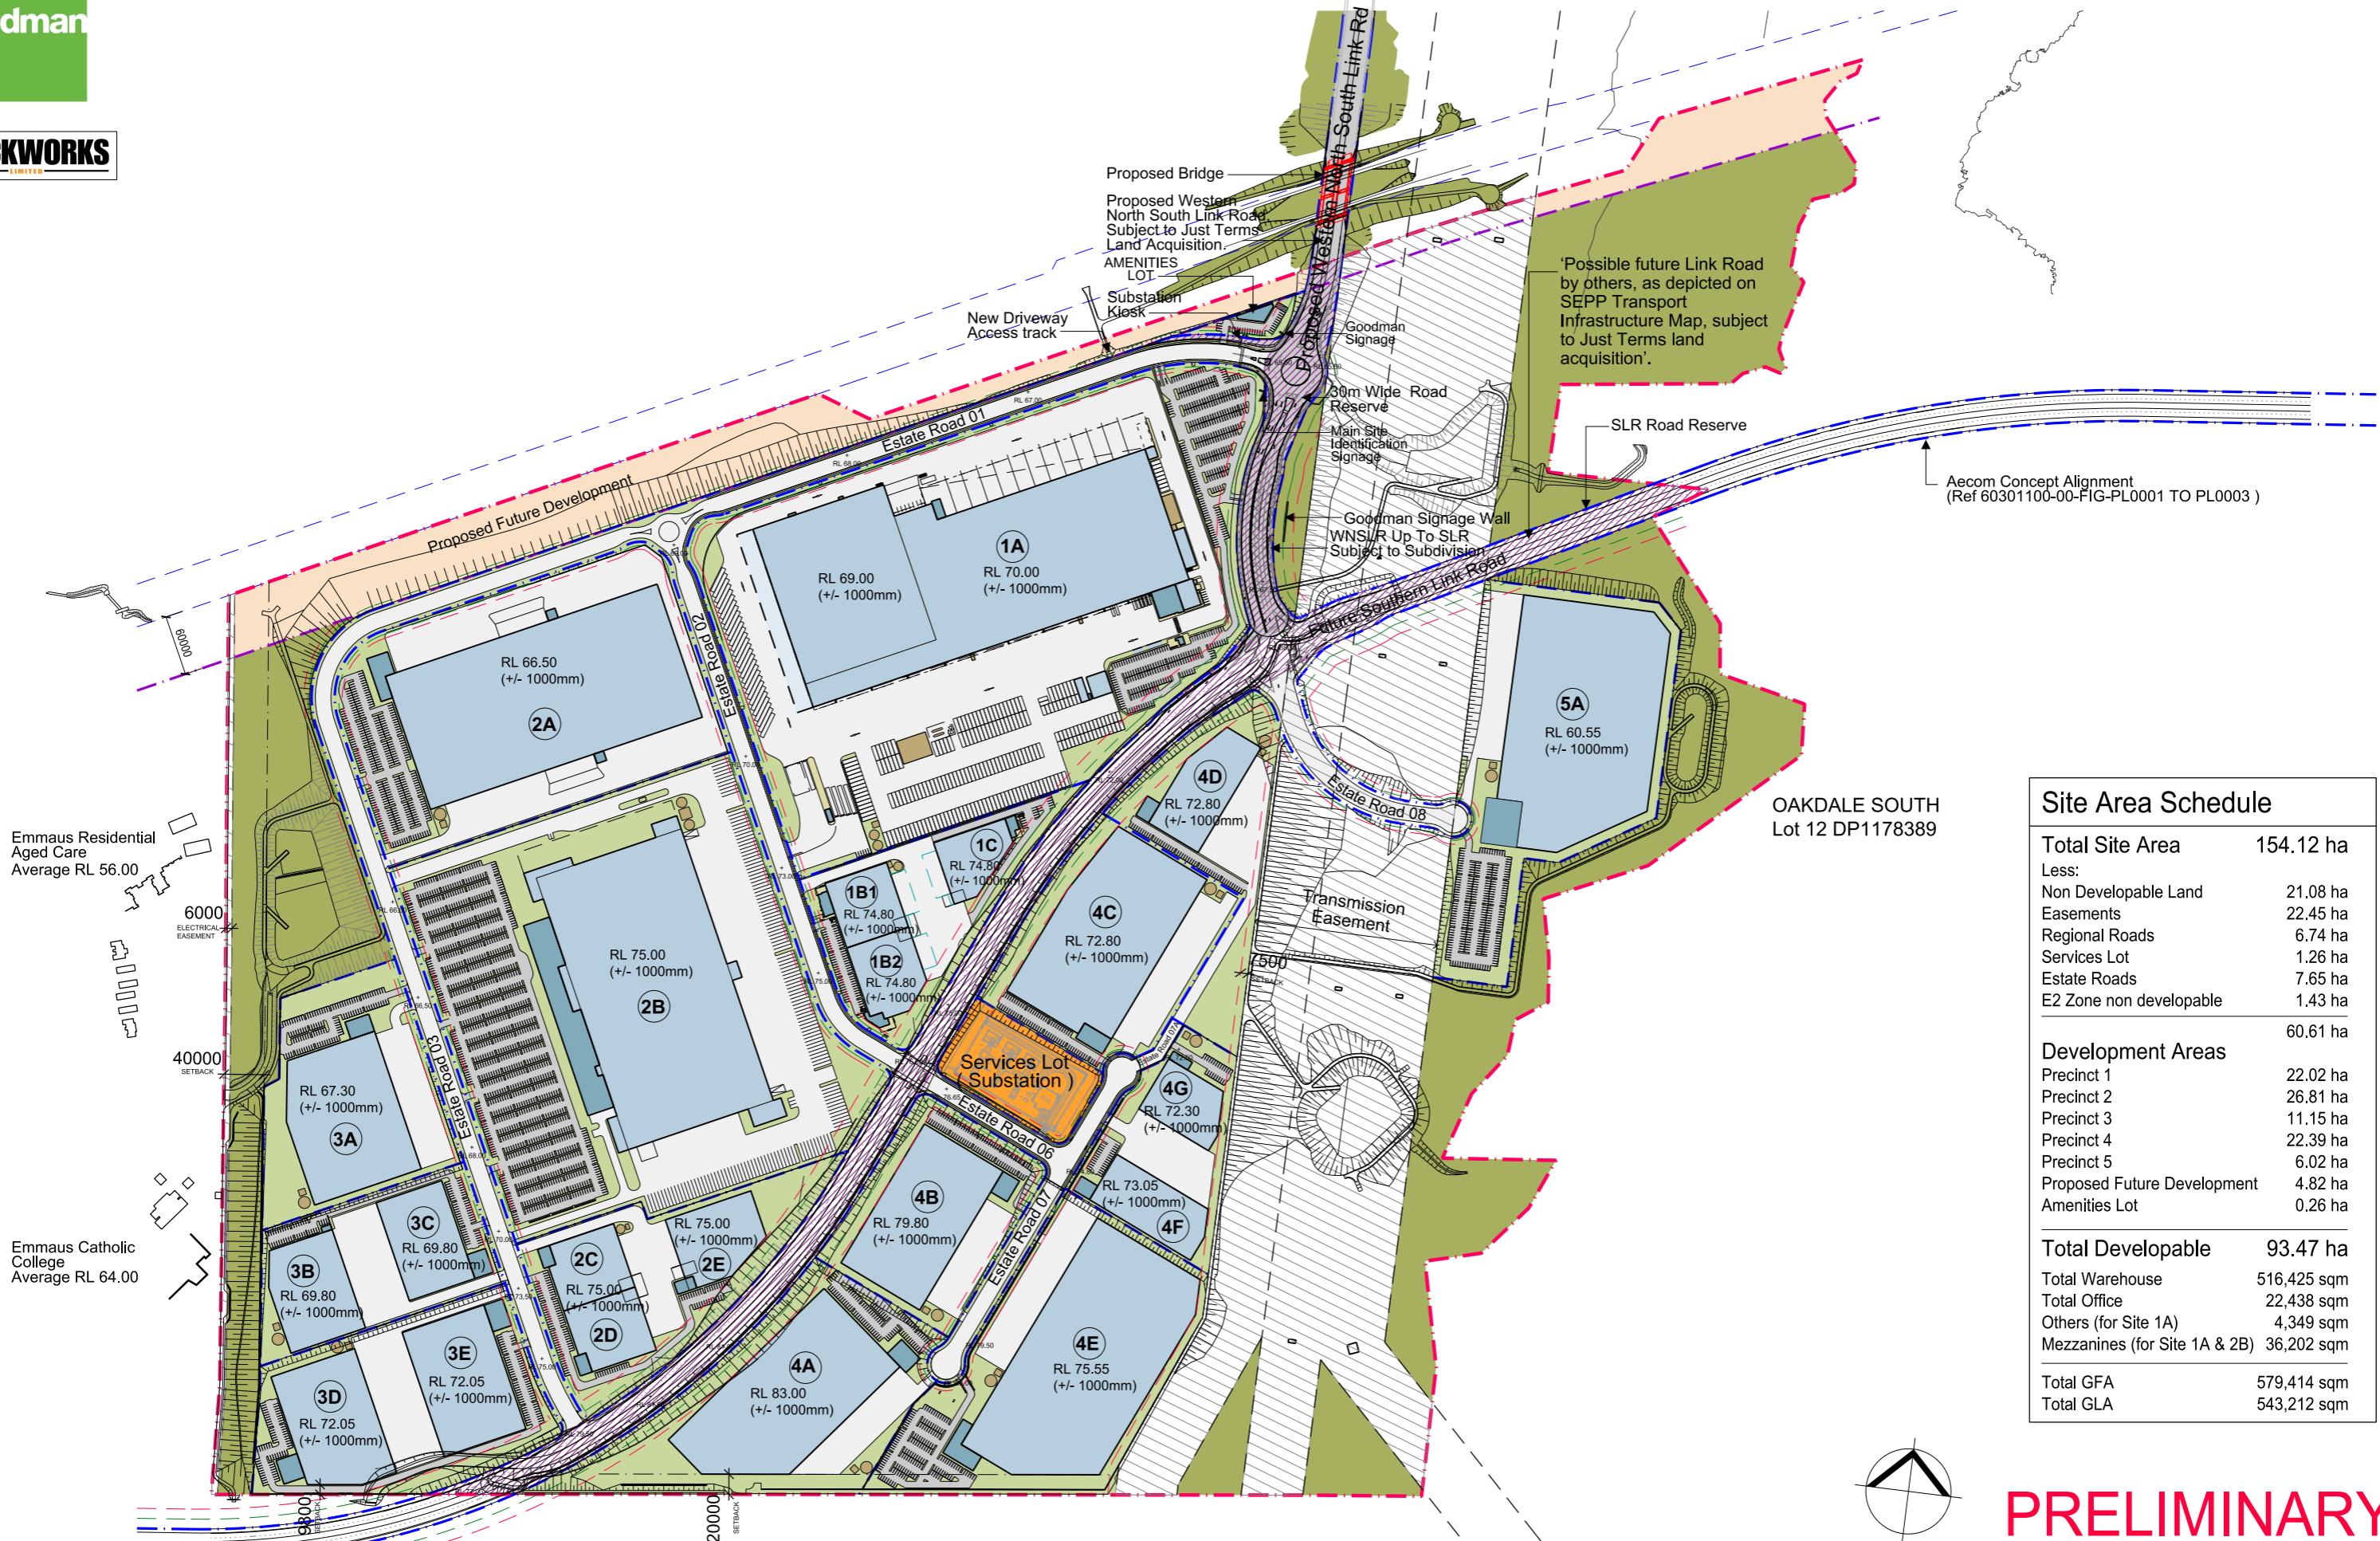 dman
CKWORKS
LIMITED
Proposed Western North South Link Rd
Proposed Bridge
Proposed Western
North South Link Road
Subject to Just Terms
Land Acquisition.
AMENITIES
LOT
Substation
Kiosk
New Driveway
Access track
Goodman
Signage
'Possible future Link Road
by others, as depicted on
SEPP Transport
Infrastructure Map, subject
to Just Terms land
acquisition'.
30m Wide Road
Reserve
Main Site
Identification
Signage
SLR Road Reserve
Aecom Concept Alignment
(Ref 60301100-00-FIG-PL0001 TO PL0003 )
Goodman Signage Wall
WNSLR Up To SLR
Subject to Subdivision
Future Southern Link Road
Estate Road 01
RL 67.00
RL 68.00
Proposed Future Development
60000
1A
RL 70.00
(+/- 1000mm)
RL 69.00
(+/- 1000mm)
RL 66.50
(+/- 1000mm)
2A
Estate Road 02
5A
RL 60.55
(+/- 1000mm)
4D
RL 72.80
(+/- 1000mm)
Estate Road 08
OAKDALE SOUTH
Lot 12 DP1178389
Emmaus Residential
Aged Care
Average RL 56.00
6000
ELECTRICAL
EASEMENT
1C
RL 74.80
(+/- 1000mm)
1B1
RL 74.80
(+/- 1000mm)
1B2
RL 74.80
(+/- 1000mm)
4C
RL 72.80
(+/- 1000mm)
Transmission
Easement
7500
SETBACK
RL 75.00
(+/- 1000mm)
2B
40000
SETBACK
Estate Road 03
RL 67.30
(+/- 1000mm)
3A
Services Lot
( Substation )
Estate Road 07A
4G
RL 72.30
(+/- 1000mm)
Estate Road 06
4B
RL 79.80
(+/- 1000mm)
RL 73.05
(+/- 1000mm)
4F
Estate Road 07
3C
RL 69.80
(+/- 1000mm)
RL 75.00
(+/- 1000mm)
2E
2C
RL 75.00
(+/- 1000mm)
2D
3B
RL 69.80
(+/- 1000mm)
Emmaus Catholic
College
Average RL 64.00
3E
RL 72.05
(+/- 1000mm)
3D
RL 72.05
(+/- 1000mm)
4A
RL 83.00
(+/- 1000mm)
4E
RL 75.55
(+/- 1000mm)
9800
SETBACK
20000
SETBACK
Site Area Schedule
Total Site Area 154.12 ha
Less:
Non Developable Land 21.08 ha
Easements 22.45 ha
Regional Roads 6.74 ha
Services Lot 1.26 ha
Estate Roads 7.65 ha
E2 Zone non developable 1.43 ha
60.61 ha
Development Areas
Precinct 1 22.02 ha
Precinct 2 26.81 ha
Precinct 3 11.15 ha
Precinct 4 22.39 ha
Precinct 5 6.02 ha
Proposed Future Development 4.82 ha
Amenities Lot 0.26 ha
Total Developable 93.47 ha
Total Warehouse 516,425 sqm
Total Office 22,438 sqm
Others (for Site 1A) 4,349 sqm
Mezzanines (for Site 1A & 2B) 36,202 sqm
Total GFA 579,414 sqm
Total GLA 543,212 sqm
PRELIMINARY